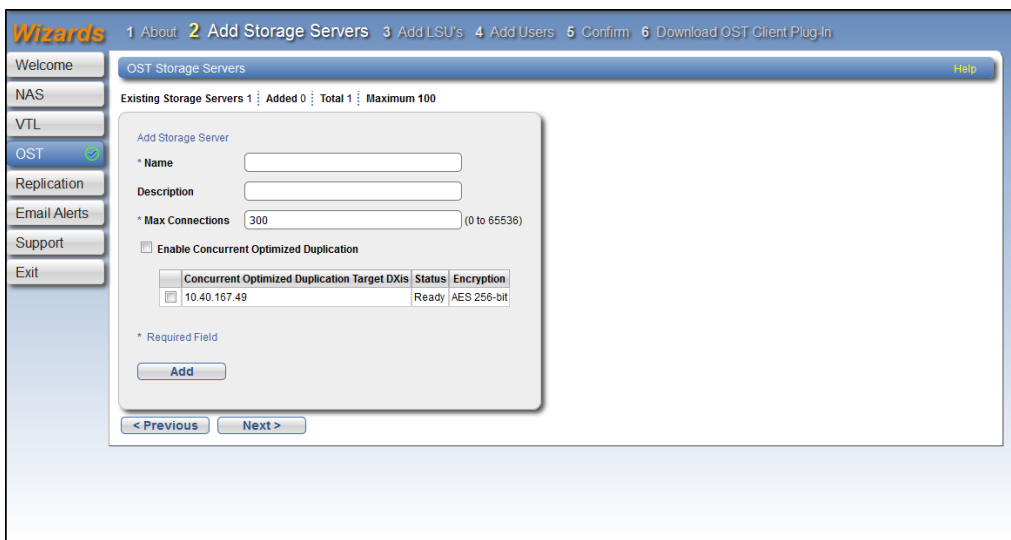 Wizards 1 About 2 Add Storage Servers 3 Add LSU's 4 Add Users 5 Confirm 6 Download OST Client Plug-In
Welcome
NAS
VTL
OST
Replication
Email Alerts
Support
Exit
OST Storage Servers Help
Existing Storage Servers 1 Added 0 Total 1 Maximum 100
Add Storage Server
* Name
Description
* Max Connections 300 (0 to 65536)
Enable Concurrent Optimized Duplication
Concurrent Optimized Duplication Target DXis Status Encryption
10.40.167.49 Ready AES 256-bit
* Required Field
Add
< Previous Next >